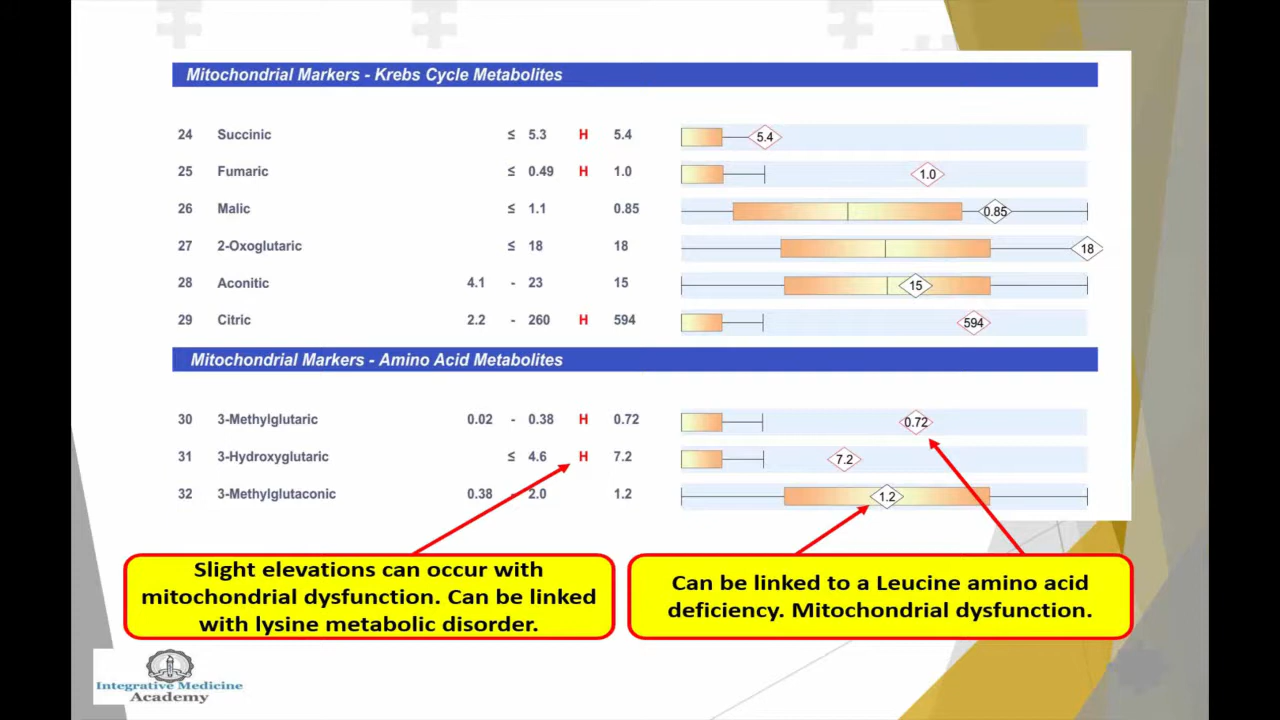 Mitochondrial Markers - Krebs Cycle Metabolites
24 Succinic ≤ 5.3 H 5.4 5.4
25 Fumaric ≤ 0.49 H 1.0 1.0
26 Malic ≤ 1.1 0.85 0.85
27 2-Oxoglutaric ≤ 18 18 18
28 Aconitic 4.1 - 23 15 15
29 Citric 2.2 - 260 H 594 594
Mitochondrial Markers - Amino Acid Metabolites
30 3-Methylglutaric 0.02 - 0.38 H 0.72 0.72
31 3-Hydroxyglutaric ≤ 4.6 H 7.2 7.2
32 3-Methylglutaconic 0.38 - 2.0 1.2 1.2
Slight elevations can occur with
mitochondrial dysfunction. Can be linked
with lysine metabolic disorder.
Can be linked to a Leucine amino acid
deficiency. Mitochondrial dysfunction.
Integrative Medicine
Academy